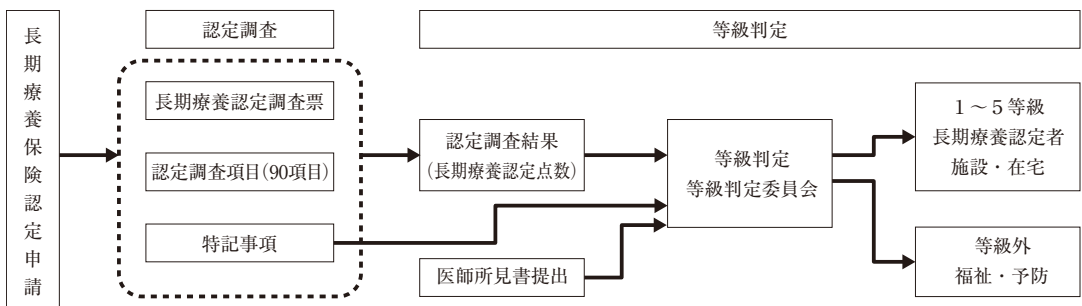 長期療養保険認定申請
認定調査
等級判定
長期療養認定調査票
認定調査項目(90項目)
特記事項
認定調査結果
(長期療養認定点数)
医師所見書提出
等級判定
等級判定委員会
1～5等級
長期療養認定者
施設・在宅
等級外
福祉・予防